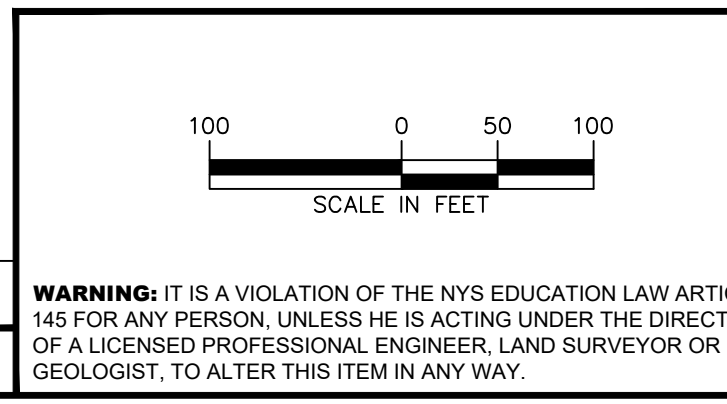 100 0 50 100
SCALE IN FEET
WARNING: IT IS A VIOLATION OF THE NYS EDUCATION LAW
145 FOR ANY PERSON, UNLESS HE IS ACTING UNDER THE
OF A LICENSED PROFESSIONAL ENGINEER, LAND SURVEYOR OR
GEOLOGIST, TO ALTER THIS ITEM IN ANY WAY.